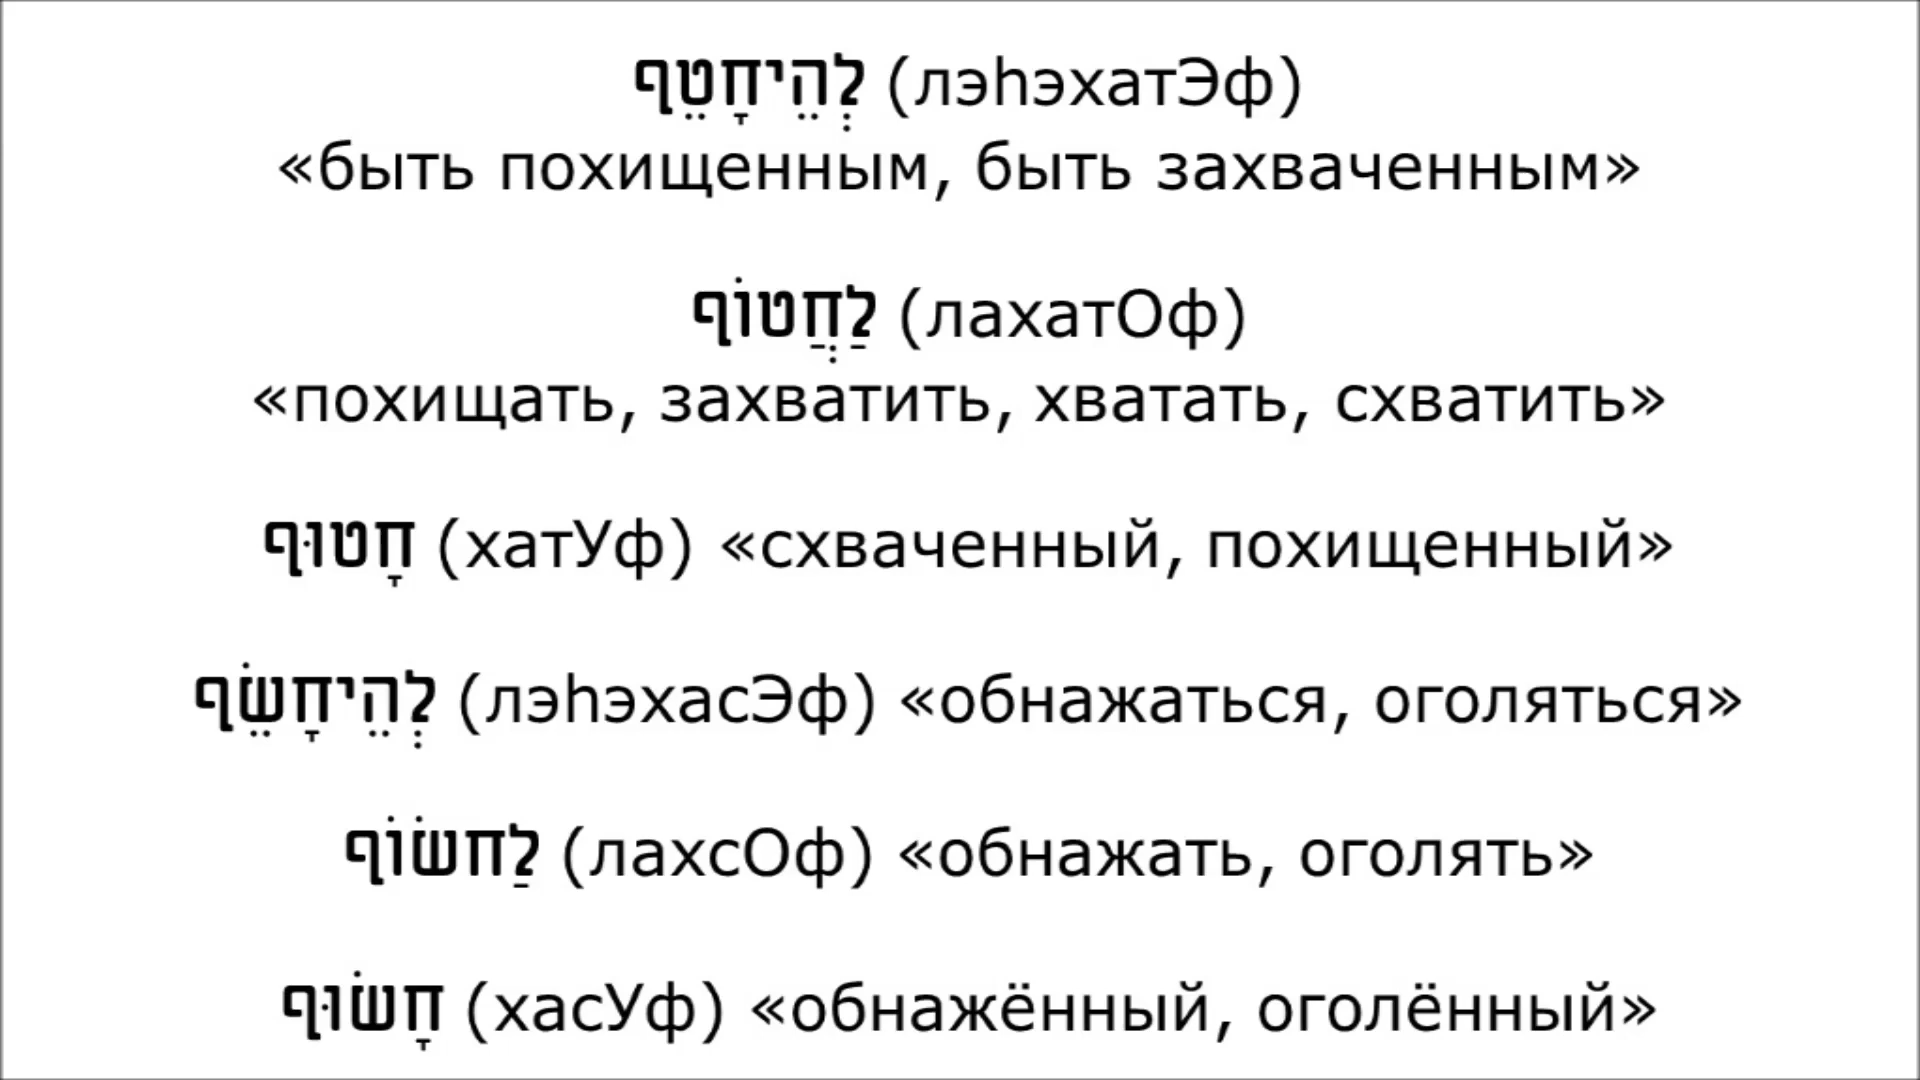 לְהֵיחָטֵף (лэhэхатЭф)
«быть похищенным, быть захваченным»
לַחֲטוֹף (лахатОф)
«похищать, захватить, хватать, схватить»
חָטוּף (хатУф) «схваченный, похищенный»
לְהֵיחָשֵׂף (лэhэхасЭф) «обнажаться, оголяться»
לַחשׂוֹף (лахсОф) «обнажать, оголять»
חָשׂוּף (хасУф) «обнажённый, оголённый»